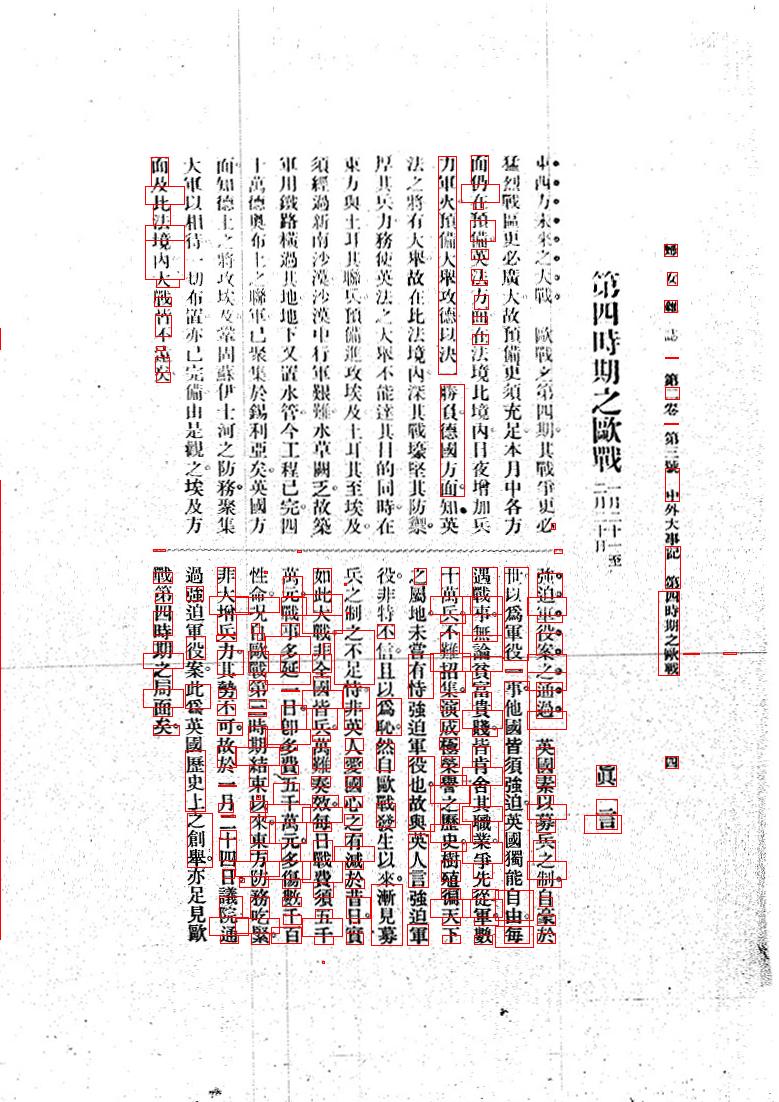 婦女雜誌 第二卷 第三號 中外大事記 第四時期之歐戰 四
第四時期之歐戰 一月二十一至二月二十日
眞言
東西方未來之大戰 歐戰之第四期其戰爭更必
猛烈戰區更必廣大故預備更須充足本月中各方
面仍在預備英法方面在法境比境內日夜增加兵
力軍火預備大舉攻德以決勝負德國方面知英
法之將有大舉故在比法境內深其戰壕堅其防禦
厚其兵力務使英法之大舉不能達其目的同時在
東方與土耳其聯兵預備進攻埃及土耳其至埃及
須經過新南沙漠沙漠中行軍艱難水草闕乏故築
軍用鐵路橫過其地地下又置水管今工程已完四
十萬德奧布土之聯軍已聚集於錫利亞矣英國方
面知德土之將攻埃及鞏固蘇伊士河之防務聚集
大軍以相待一切布置亦已完備由是觀之埃及方
面及比法境內大戰皆不遠矣
強迫軍役案之通過 英國素以募兵之制自豪於
世以爲軍役一事他國皆須強迫英國獨能自由每
遇戰事無論貧富貴賤皆肯舍其職業爭先從軍數
十萬兵不難招集演成極榮譽之歷史樹殖徧天下
之屬地未嘗有恃強迫軍役也故與英人言強迫軍
役非特不信且以爲恥然自歐戰發生以來漸見募
兵之制之不足恃非英人愛國心之有減於昔日實
如此大戰非全國皆兵萬難奏效每日戰費須五千
萬元戰事多延一日卽多費五千萬元多傷數千百
性命况自歐戰第三時期結束以來東方防務吃緊
非大增兵力其勢不可故於一月二十四日議院通
過強迫軍役案此爲英國歷史上之創舉亦足見歐
戰第四時期之局面矣